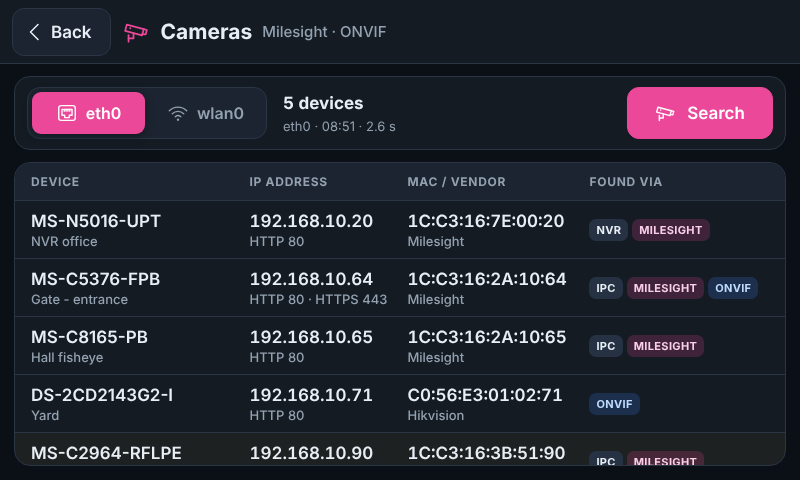 Back
Cameras Milesight · ONVIF
eth0 wlan0
5 devices
eth0 · 08:51 · 2.6 s
Search
DEVICE IP ADDRESS MAC / VENDOR FOUND VIA
MS-N5016-UPT 192.168.10.20 1C:C3:16:7E:00:20 NVR MILESIGHT
NVR office HTTP 80 Milesight
MS-C5376-FPB 192.168.10.64 1C:C3:16:2A:10:64 IPC MILESIGHT ONVIF
Gate - entrance HTTP 80 · HTTPS 443 Milesight
MS-C8165-PB 192.168.10.65 1C:C3:16:2A:10:65 IPC MILESIGHT
Hall fisheye HTTP 80 Milesight
DS-2CD2143G2-I 192.168.10.71 C0:56:E3:01:02:71 ONVIF
Yard HTTP 80 Hikvision
MS-C2964-RFLPE 192.168.10.90 1C:C3:16:3B:51:90 IPC MILESIGHT